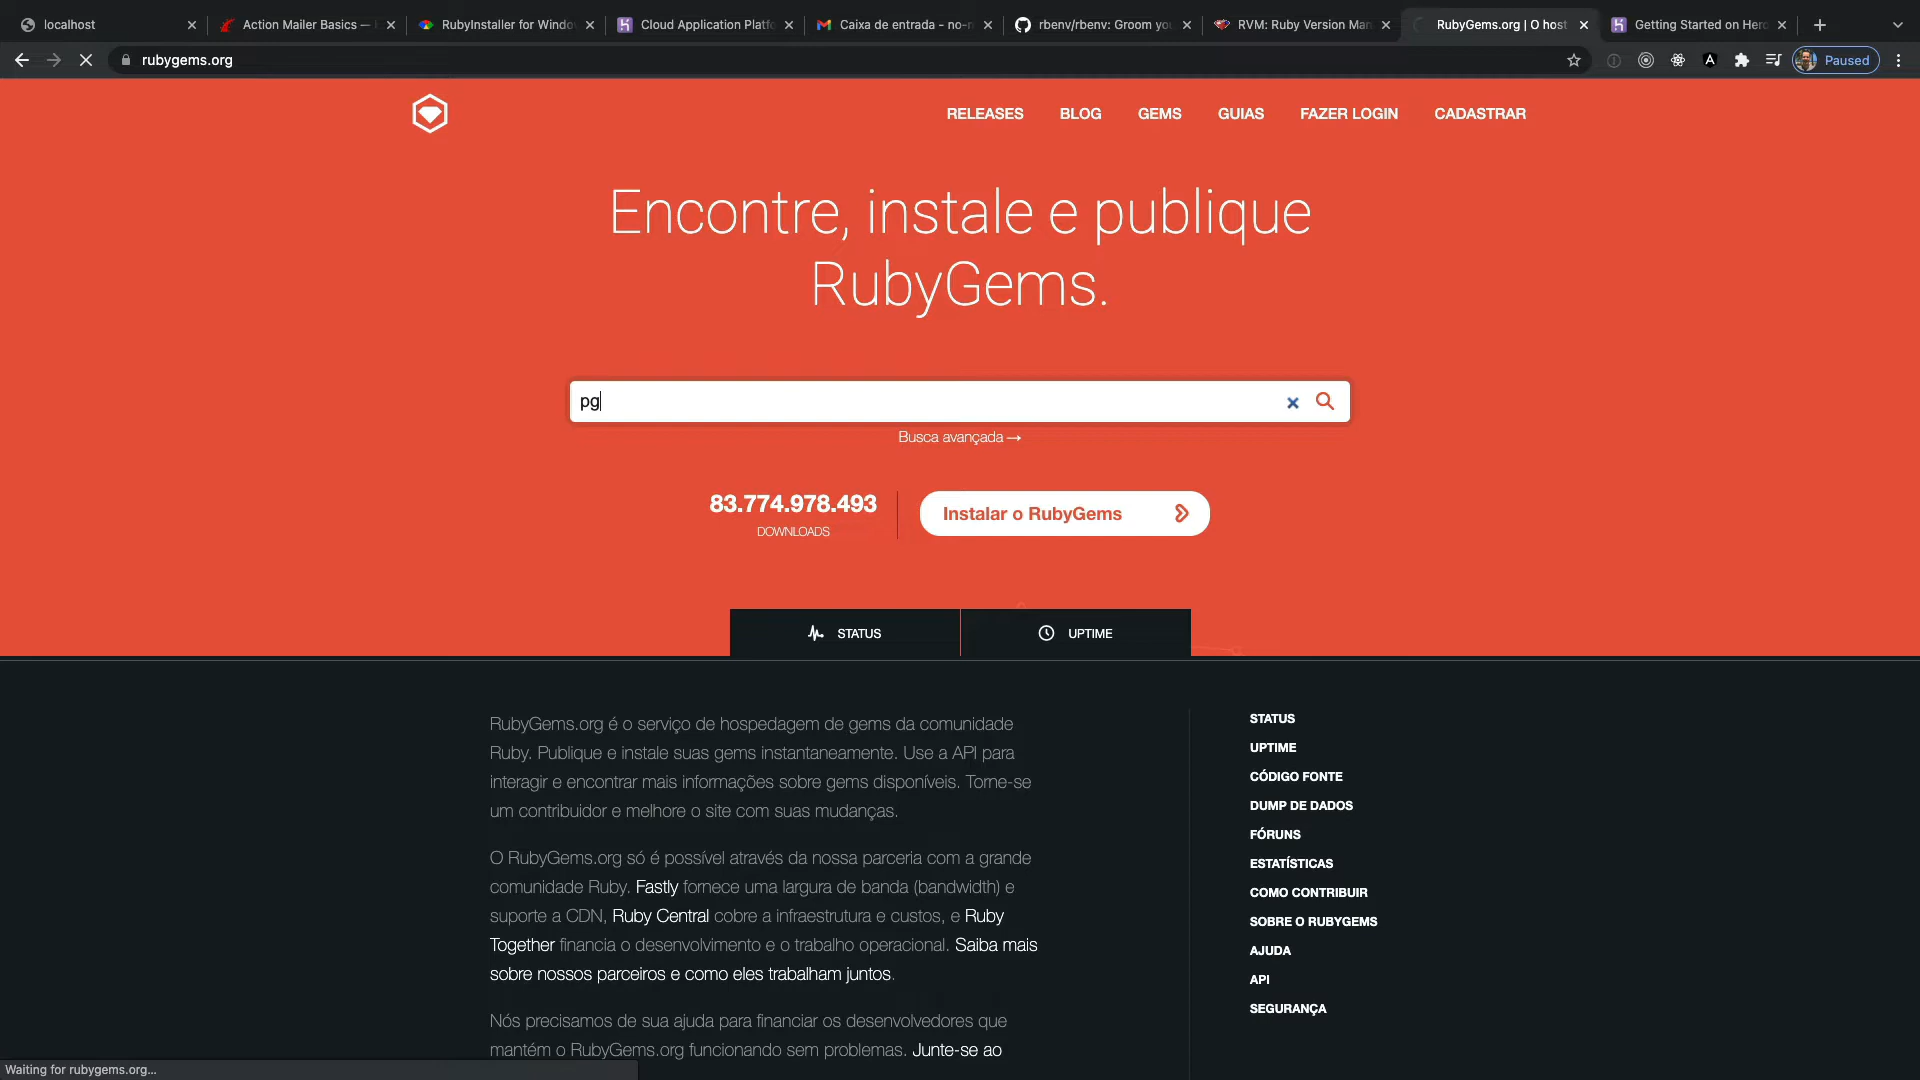 localhost
Action Mailer Basics —
RubyInstaller for Windo
Cloud Application Platfo
Caixa de entrada - no-r
rbenv/rbenv: Groom you
RVM: Ruby Version Man
RubyGems.org | O host
Getting Started on Hero
rubygems.org
Paused
RELEASES
BLOG
GEMS
GUIAS
FAZER LOGIN
CADASTRAR
Encontre, instale e publique
RubyGems.
pg
Busca avançada →
83.774.978.493
DOWNLOADS
Instalar o RubyGems
STATUS
UPTIME
RubyGems.org é o serviço de hospedagem de gems da comunidade
Ruby. Publique e instale suas gems instantaneamente. Use a API para
interagir e encontrar mais informações sobre gems disponíveis. Torne-se
um contribuidor e melhore o site com suas mudanças.
O RubyGems.org só é possível através da nossa parceria com a grande
comunidade Ruby. Fastly fornece uma largura de banda (bandwidth) e
suporte a CDN, Ruby Central cobre a infraestrutura e custos, e Ruby
Together financia o desenvolvimento e o trabalho operacional. Saiba mais
sobre nossos parceiros e como eles trabalham juntos.
Nós precisamos de sua ajuda para financiar os desenvolvedores que
mantém o RubyGems.org funcionando sem problemas. Junte-se ao
STATUS
UPTIME
CÓDIGO FONTE
DUMP DE DADOS
FÓRUNS
ESTATÍSTICAS
COMO CONTRIBUIR
SOBRE O RUBYGEMS
AJUDA
API
SEGURANÇA
Waiting for rubygems.org...